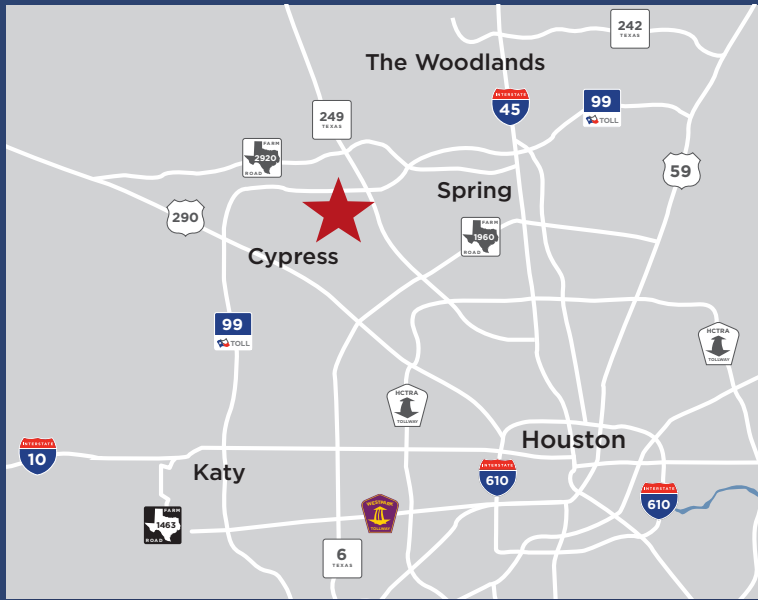 242
TEXAS
The Woodlands
INTERSTATE
45
99
TOLL
249
TEXAS
FARM
2920
ROAD
59
Spring
290
FARM
1960
ROAD
Cypress
99
TOLL
HCTRA
TOLLWAY
HCTRA
TOLLWAY
Houston
INTERSTATE
10
Katy
INTERSTATE
610
INTERSTATE
610
WESTPARK
TOLLWAY
FARM
1463
ROAD
6
TEXAS